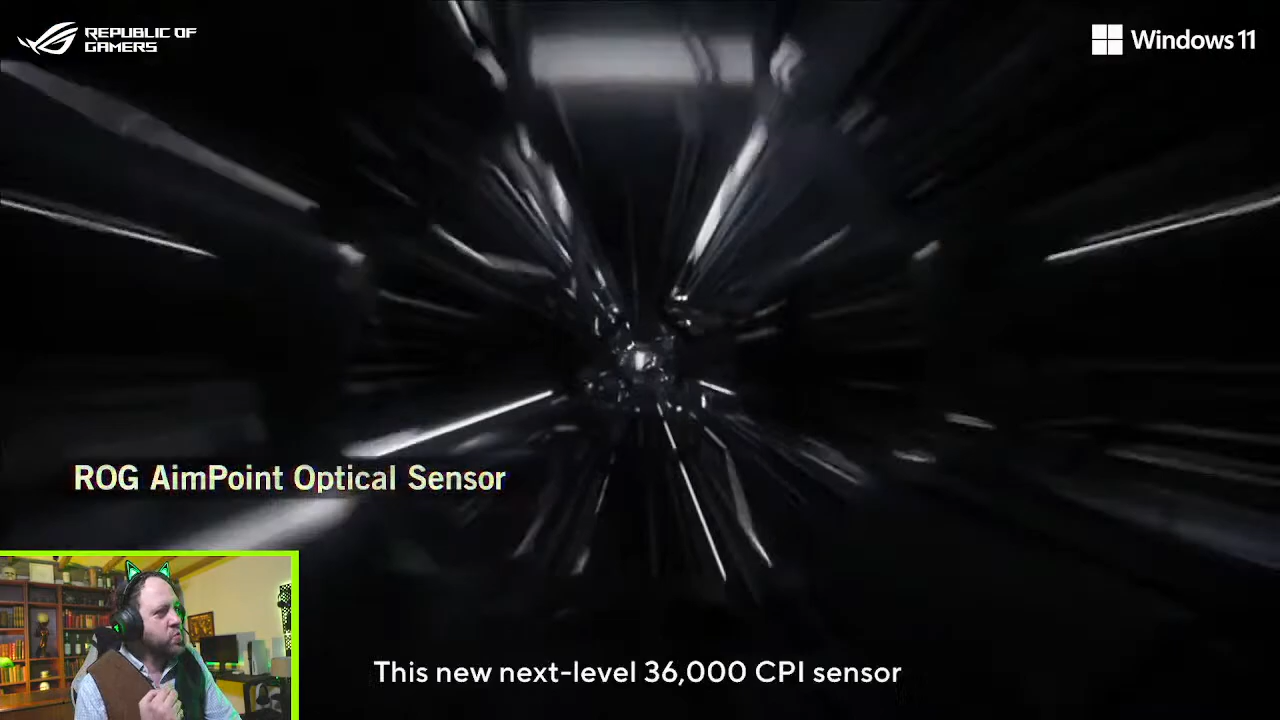 REPUBLIC OF
GAMERS
Windows 11
ROG AimPoint Optical Sensor
This new next-level 36,000 CPI sensor